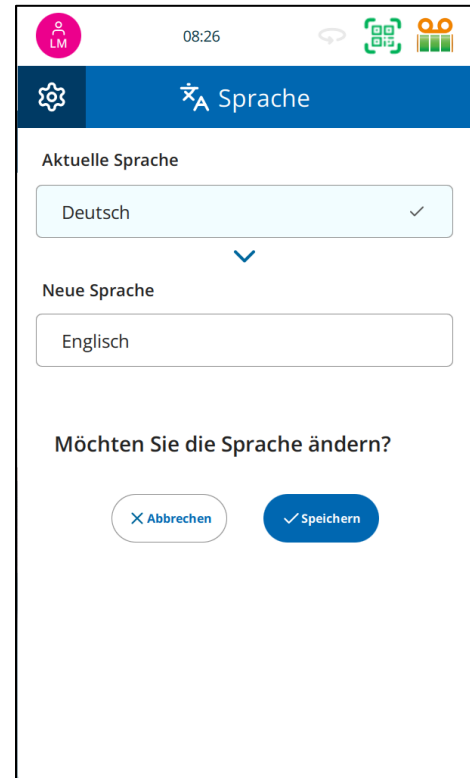 LM
08:26
Sprache
Aktuelle Sprache
Deutsch
Neue Sprache
Englisch
Möchten Sie die Sprache ändern?
Abbrechen
Speichern